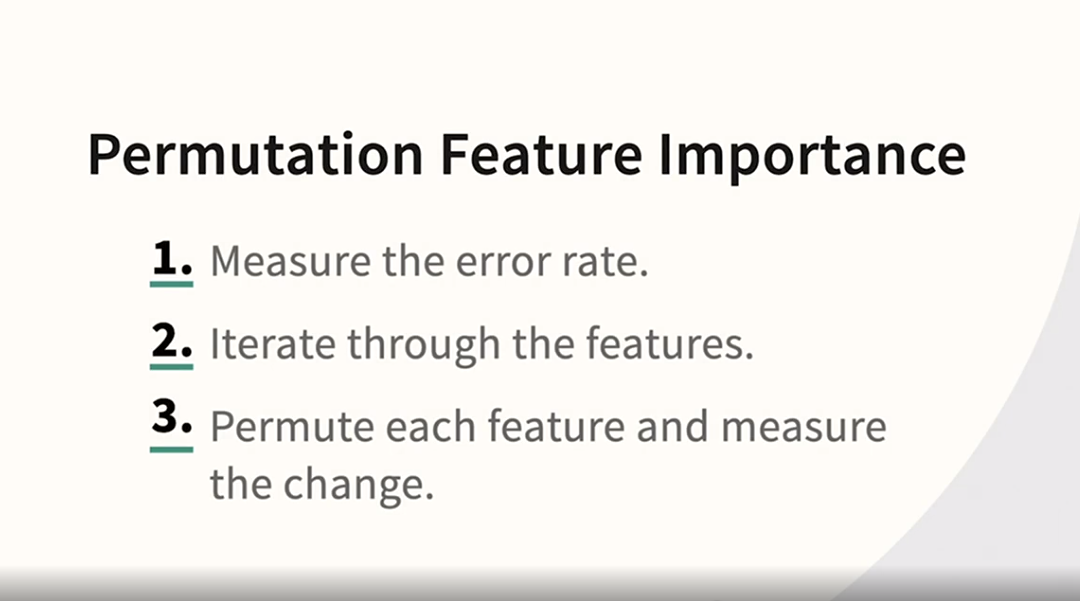 Permutation Feature Importance
1. Measure the error rate.
2. Iterate through the features.
3. Permute each feature and measure
the change.